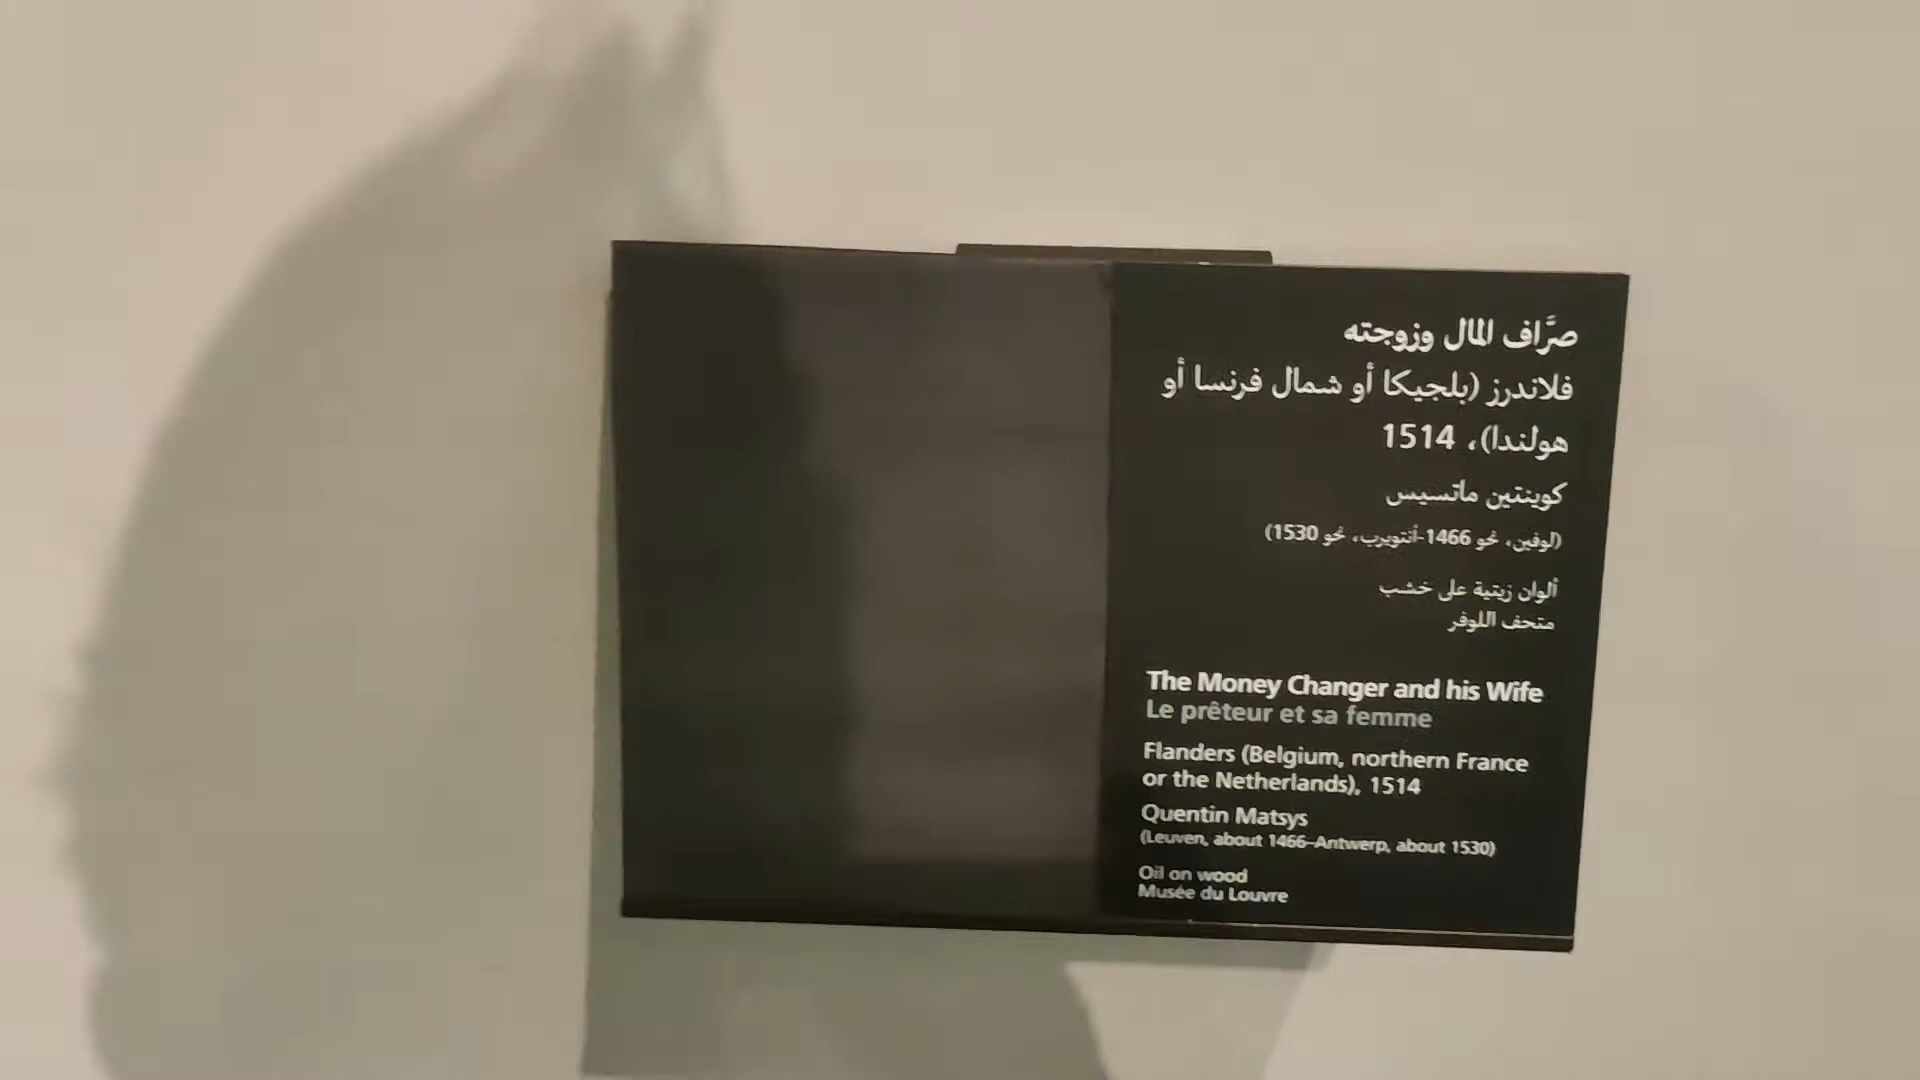 صرَّاف المال وزوجته
فلاندرز (بلجيكا أو شمال فرنسا أو
هولندا)، 1514
كوينتين ماتسيس
(لوفين، نحو 1466-أنتويرب، نحو 1530)
ألوان زيتية على خشب
متحف اللوفر
The Money Changer and his Wife
Le prêteur et sa femme
Flanders (Belgium, northern France
or the Netherlands), 1514
Quentin Matsys
(Leuven, about 1466–Antwerp, about 1530)
Oil on wood
Musée du Louvre